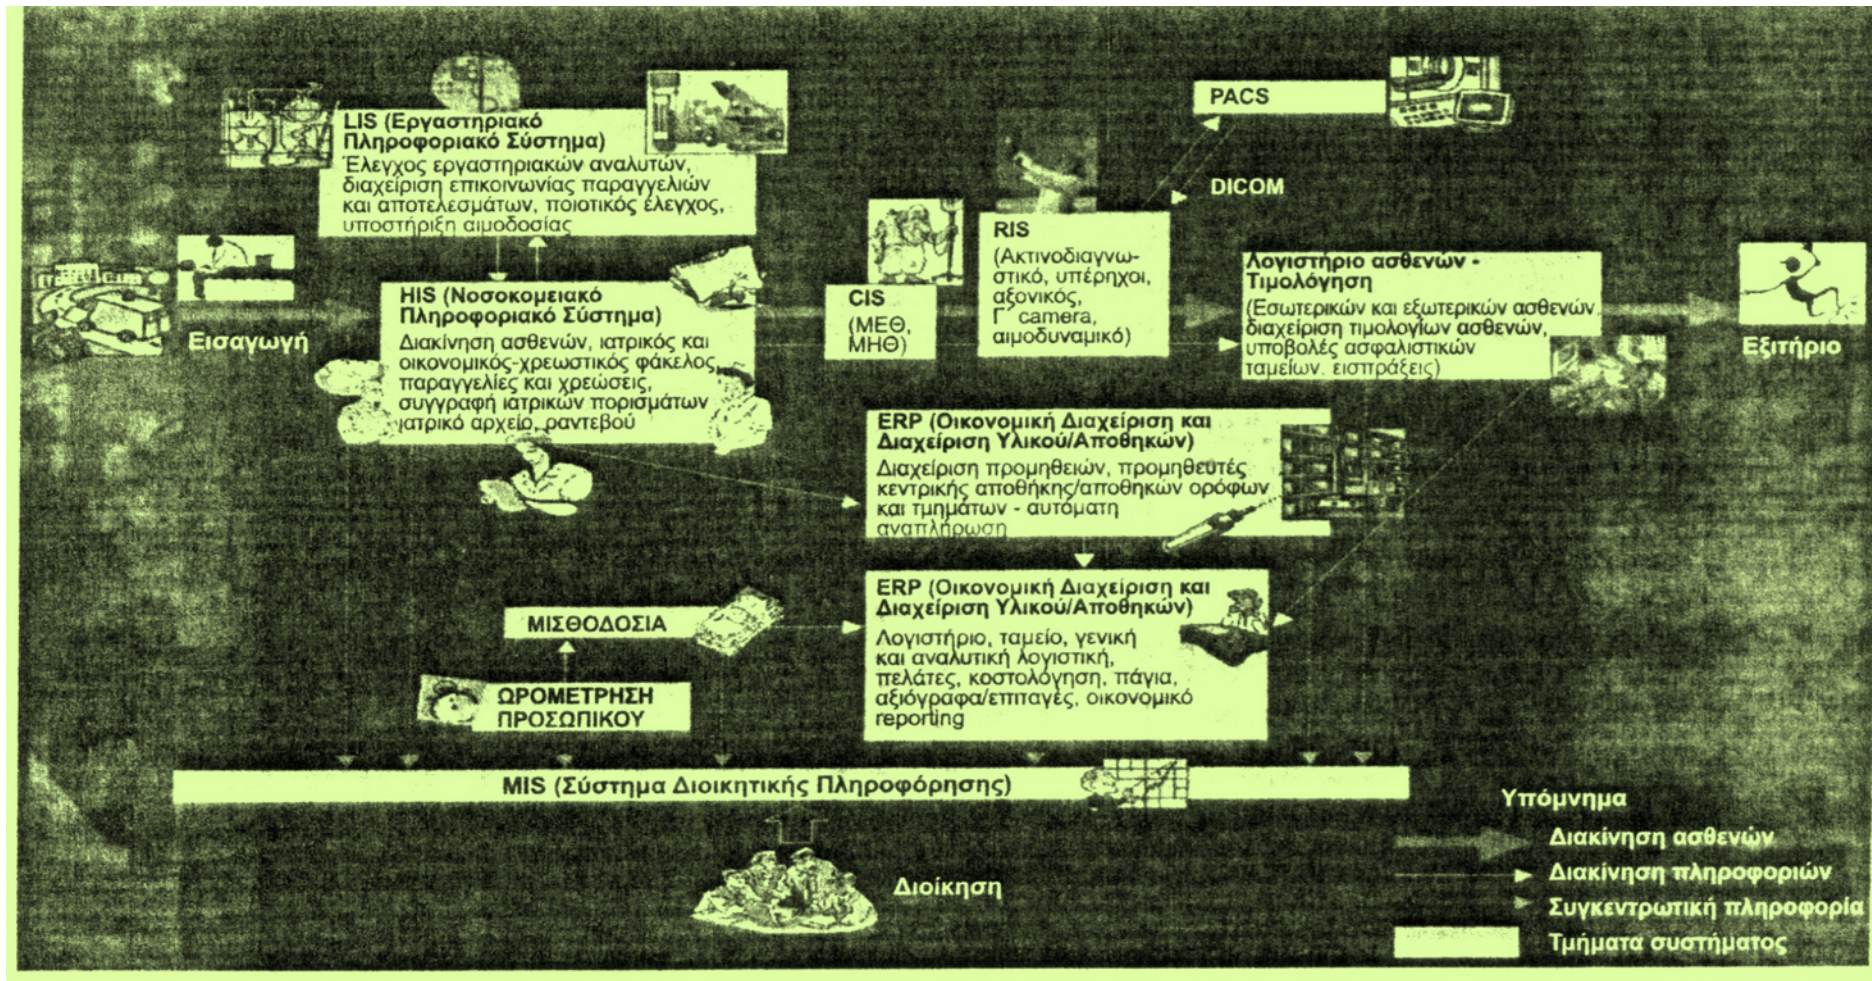 PACS
LIS (Εργαστηριακό
Πληροφοριακό Σύστημα)
Έλεγχος εργαστηριακών αναλυτών,
διαχείριση επικοινωνίας παραγγελιών
και αποτελεσμάτων, ποιοτικός έλεγχος,
υποστήριξη αιμοδοσίας
DICOM
RIS
(Ακτινοδιαγνω-
στικό, υπέρηχοι,
αξονικός,
Γ΄ camera,
αιμοδυναμικό)
Λογιστήριο ασθενών -
Τιμολόγηση
(Εσωτερικών και εξωτερικών ασθενών,
διαχείριση τιμολογίων ασθενών,
υποβολές ασφαλιστικών
ταμείων, εισπράξεις)
HIS (Νοσοκομειακό
Πληροφοριακό Σύστημα)
Διακίνηση ασθενών, ιατρικός και
οικονομικός-χρεωστικός φάκελος,
παραγγελίες και χρεώσεις,
συγγραφή ιατρικών πορισμάτων
ιατρικό αρχείο, ραντεβού
CIS
(ΜΕΘ,
ΜΗΘ)
Εισαγωγή
Εξιτήριο
ERP (Οικονομική Διαχείριση και
Διαχείριση Υλικού/Αποθηκών)
Διαχείριση προμηθειών, προμηθευτές
κεντρικής αποθήκης/αποθηκών ορόφων
και τμημάτων - αυτόματη
αναπλήρωση
ERP (Οικονομική Διαχείριση και
Διαχείριση Υλικού/Αποθηκών)
Λογιστήριο, ταμείο, γενική
και αναλυτική λογιστική,
πελάτες, κοστολόγηση, πάγια,
αξιόγραφα/επιταγές, οικονομικό
reporting
ΜΙΣΘΟΔΟΣΙΑ
ΩΡΟΜΕΤΡΗΣΗ
ΠΡΟΣΩΠΙΚΟΥ
MIS (Σύστημα Διοικητικής Πληροφόρησης)
Διοίκηση
Υπόμνημα
Διακίνηση ασθενών
Διακίνηση πληροφοριών
Συγκεντρωτική πληροφορία
Τμήματα συστήματος